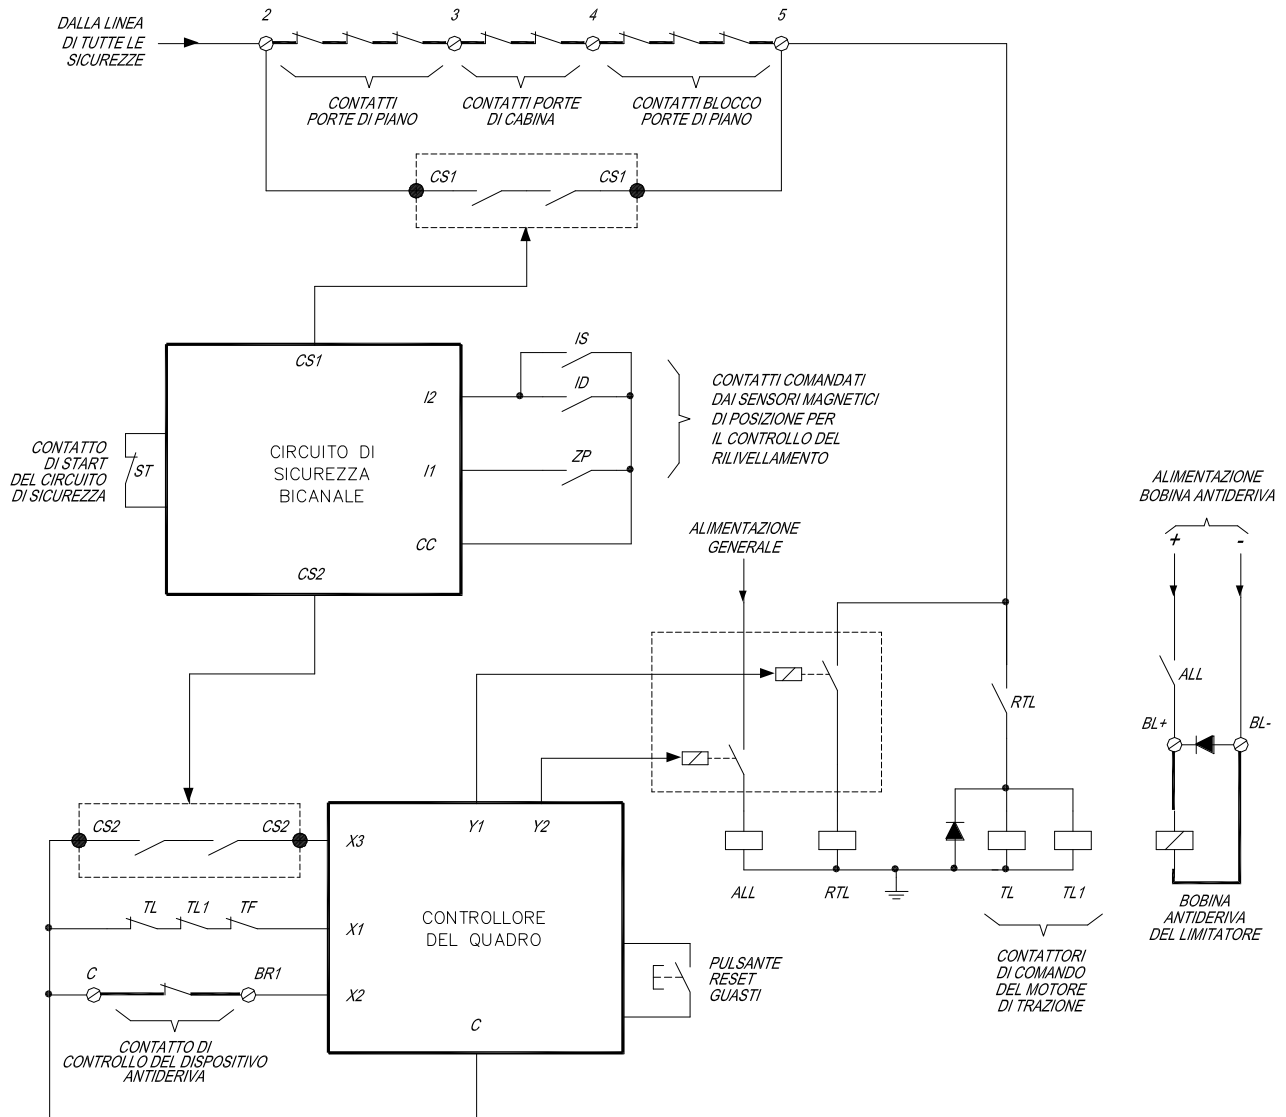 DALLA LINEA
DI TUTTE LE
SICUREZZE
2
3
4
5
CONTATTI
PORTE DI PIANO
CONTATTI PORTE
DI CABINA
CONTATTI BLOCCO
PORTE DI PIANO
CS1
CS1
CS1
I2
I1
CC
CS2
CIRCUITO DI
SICUREZZA
BICANALE
CONTATTO
DI START
DEL CIRCUITO
DI SICUREZZA
ST
IS
ID
ZP
CONTATTI COMANDATI
DAI SENSORI MAGNETICI
DI POSIZIONE PER
IL CONTROLLO DEL
RILIVELLAMENTO
ALIMENTAZIONE
GENERALE
ALIMENTAZIONE
BOBINA ANTIDERIVA
+
-
ALL
BL+
BL-
BOBINA
ANTIDERIVA
DEL LIMITATORE
RTL
ALL
RTL
TL
TL1
CONTATTORI
DI COMANDO
DEL MOTORE
DI TRAZIONE
CS2
CS2
X3
Y1
Y2
TL
TL1
TF
X1
CONTROLLORE
DEL QUADRO
C
BR1
X2
C
CONTATTO DI
CONTROLLO DEL DISPOSITIVO
ANTIDERIVA
PULSANTE
RESET
GUASTI